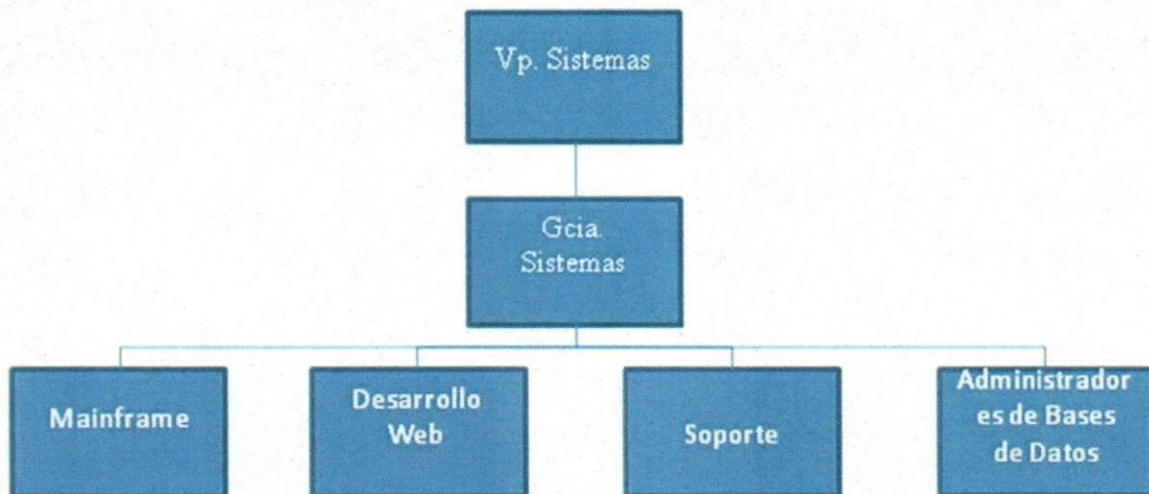 Vp. Sistemas
Gcia.
Sistemas
Mainframe
Desarrollo
Web
Soporte
Administrador
es de Bases
de Datos